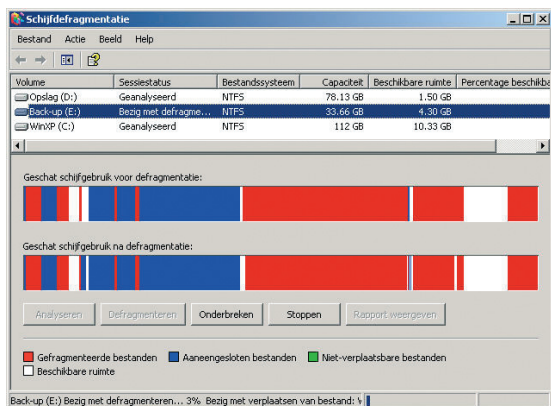 Schijfdefragmentatie
Bestand Actie Beeld Help
Volume Sessiestatus Bestandssysteem Capaciteit Beschikbare ruimte Percentage beschikba
Opslag (D:) Geanalyseerd NTFS 78.13 GB 1.50 GB
Back-up (E:) Bezig met defragme... NTFS 33.66 GB 4.30 GB
WinXP (C:) Geanalyseerd NTFS 112 GB 10.33 GB
Geschat schijfgebruik voor defragmentatie:
Geschat schijfgebruik na defragmentatie:
Analyseren Defragmenteren Onderbreken Stoppen Rapport weergeven
Gefragmenteerde bestanden Aaneengesloten bestanden Niet-verplaatsbare bestanden
Beschikbare ruimte
Back-up (E:) Bezig met defragmenteren... 3% Bezig met verplaatsen van bestand: